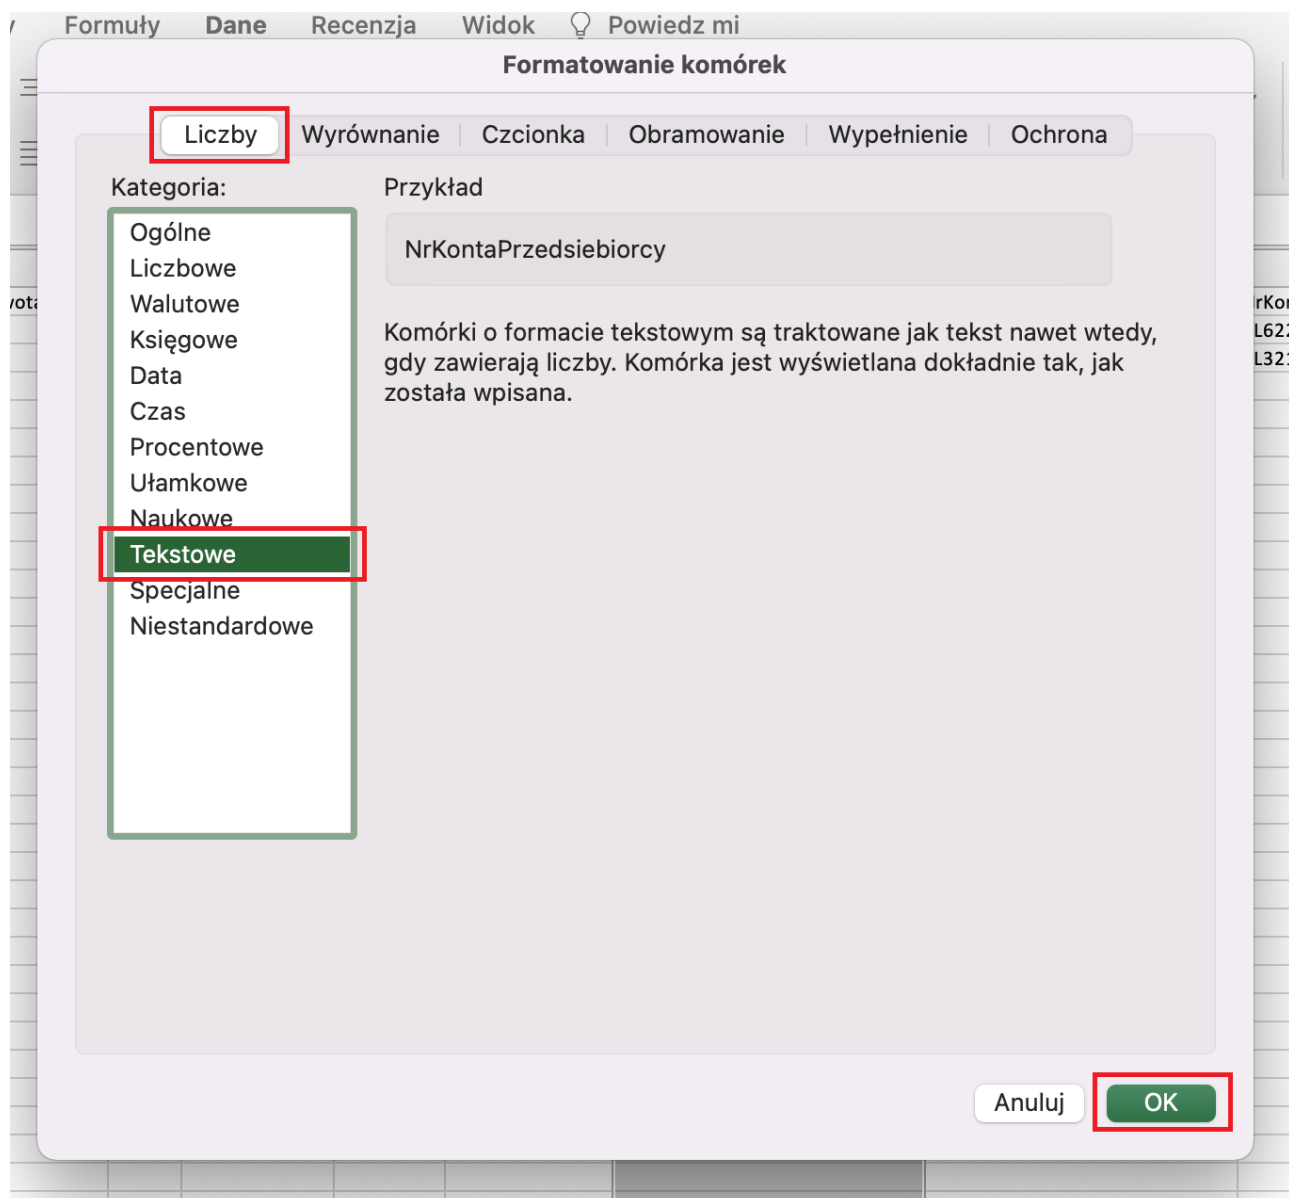 Formuły Dane Recenzja Widok Powiedz mi
Formatowanie komórek
Liczby Wyrównanie Czcionka Obramowanie Wypełnienie Ochrona
Kategoria: Przykład
Ogólne
NrKontaPrzedsiebiorcy
Liczbowe
Walutowe
Księgowe
Data
Czas
Procentowe
Ułamkowe
Naukowe
Tekstowe
Specjalne
Niestandardowe
Komórki o formacie tekstowym są traktowane jak tekst nawet wtedy,
gdy zawierają liczby. Komórka jest wyświetlana dokładnie tak, jak
została wpisana.
Anuluj OK